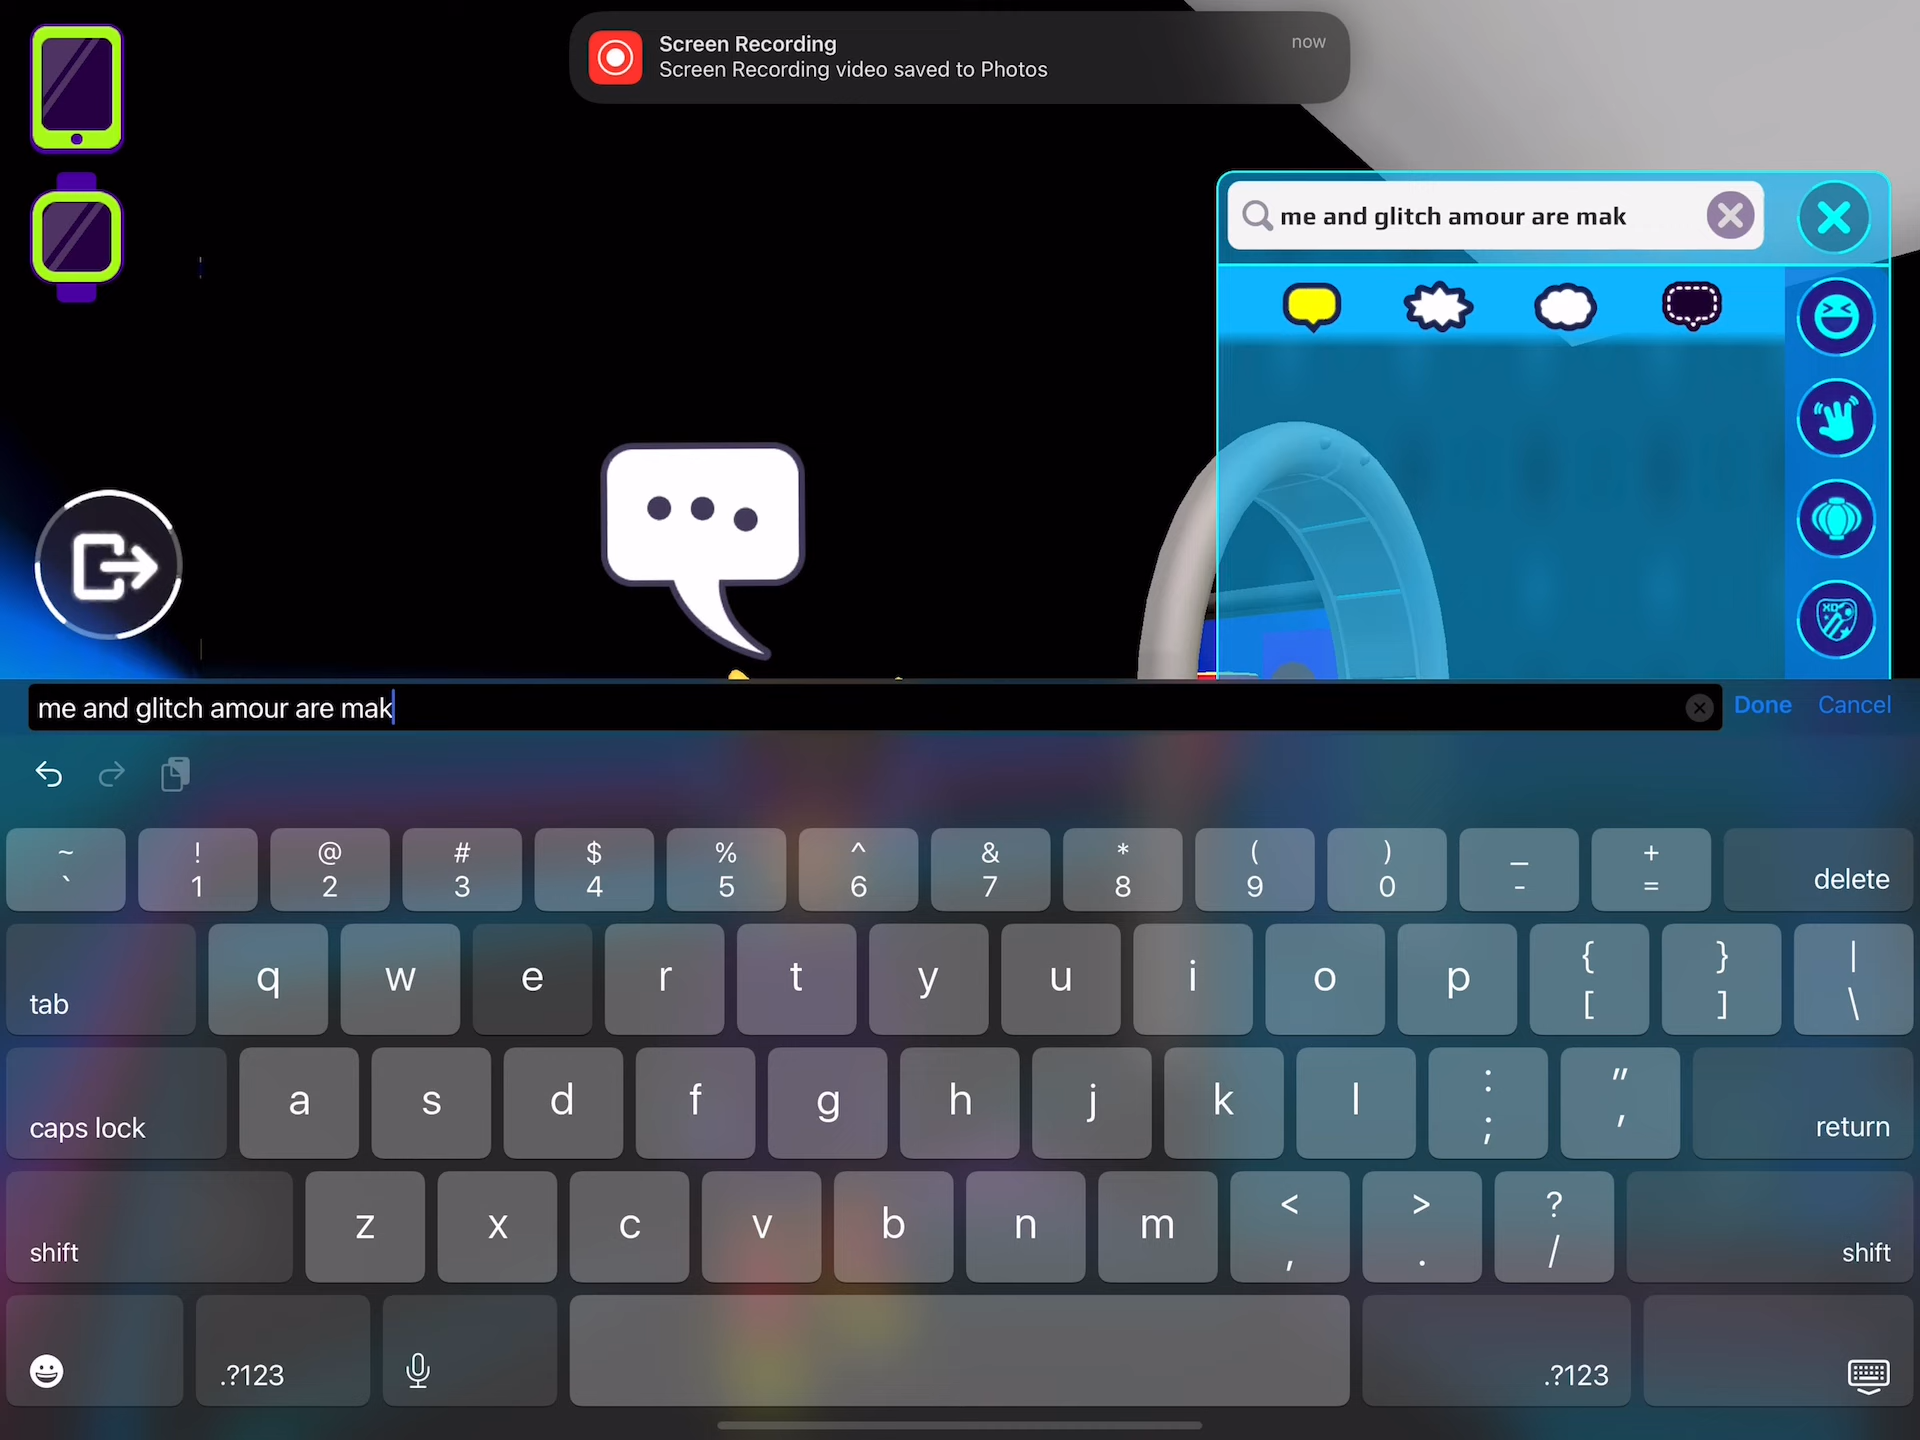 Screen Recording
now
Screen Recording video saved to Photos
me and glitch amour are mak
XO
me and glitch amour are mak
Done
Cancel
~ ! @ # $ % ^ & * ( ) _ +
` 1 2 3 4 5 6 7 8 9 0 - = delete
tab q w e r t y u i o p { [ } ] | \
caps lock a s d f g h j k l : ; " ' return
shift z x c v b n m < , > . ? / shift
.?123 .?123